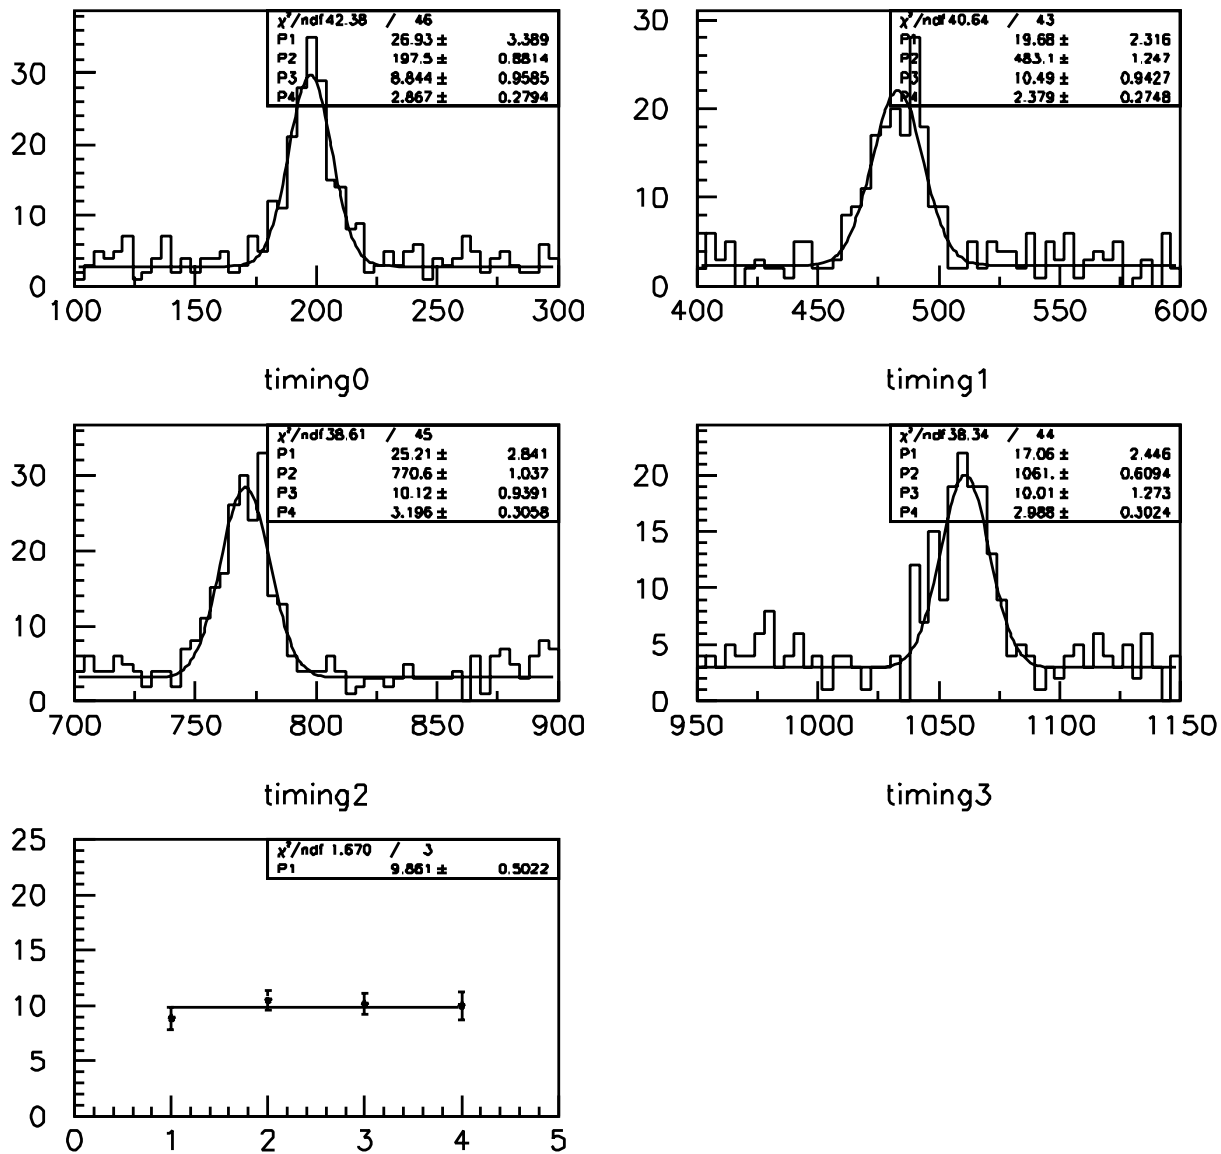 χ²/ndf 42.38 / 46
P1 26.93 ± 3.389
P2 197.5 ± 0.8814
P3 8.844 ± 0.9585
P4 2.867 ± 0.2794
30
20
10
0
100 150 200 250 300
timing0
χ²/ndf 40.64 / 43
P1 19.68 ± 2.316
P2 483.1 ± 1.247
P3 10.49 ± 0.9427
P4 2.379 ± 0.2748
30
20
10
0
400 450 500 550 600
timing1
χ²/ndf 38.61 / 45
P1 25.21 ± 2.841
P2 770.6 ± 1.037
P3 10.12 ± 0.9391
P4 3.196 ± 0.3058
30
20
10
0
700 750 800 850 900
timing2
χ²/ndf 38.34 / 44
P1 17.06 ± 2.446
P2 1061. ± 0.6094
P3 10.01 ± 1.273
P4 2.988 ± 0.3024
20
15
10
5
0
950 1000 1050 1100 1150
timing3
χ²/ndf 1.670 / 3
P1 9.861 ± 0.5022
25
20
15
10
5
0
0 1 2 3 4 5